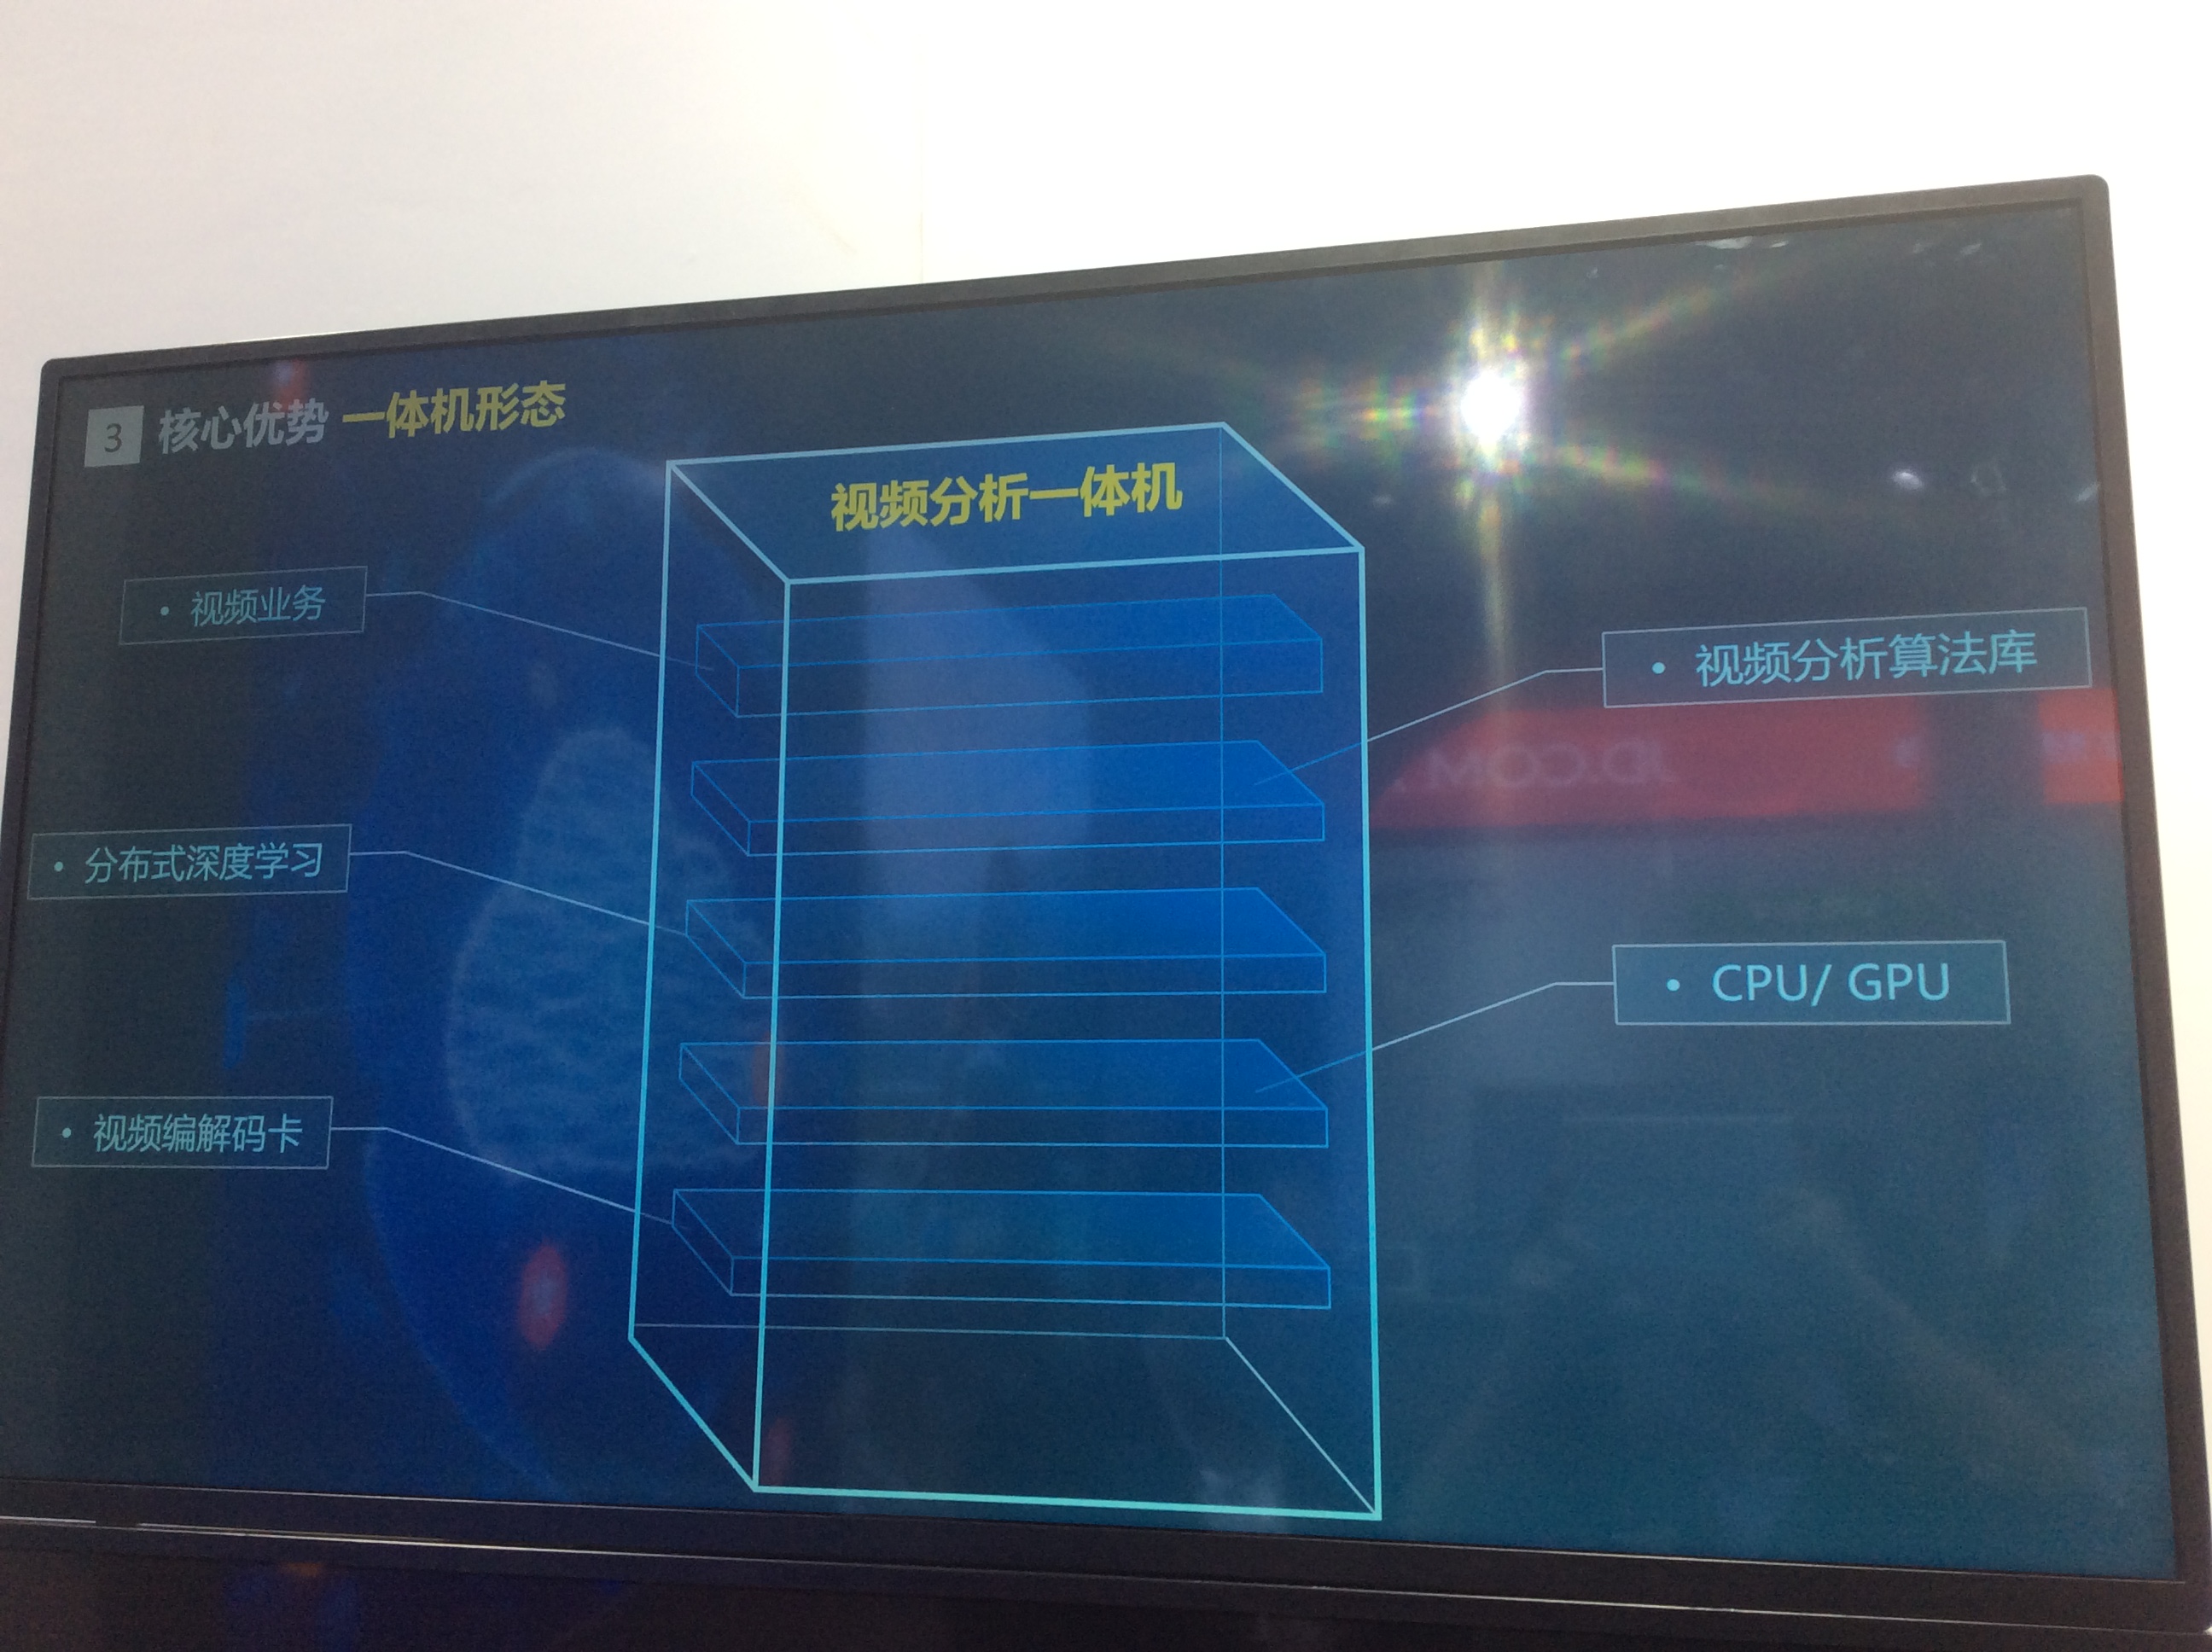 3 核心优势 一体机形态
视频分析一体机
• 视频业务
• 视频分析算法库
• 分布式深度学习
• CPU/ GPU
• 视频编解码卡
JD.COM